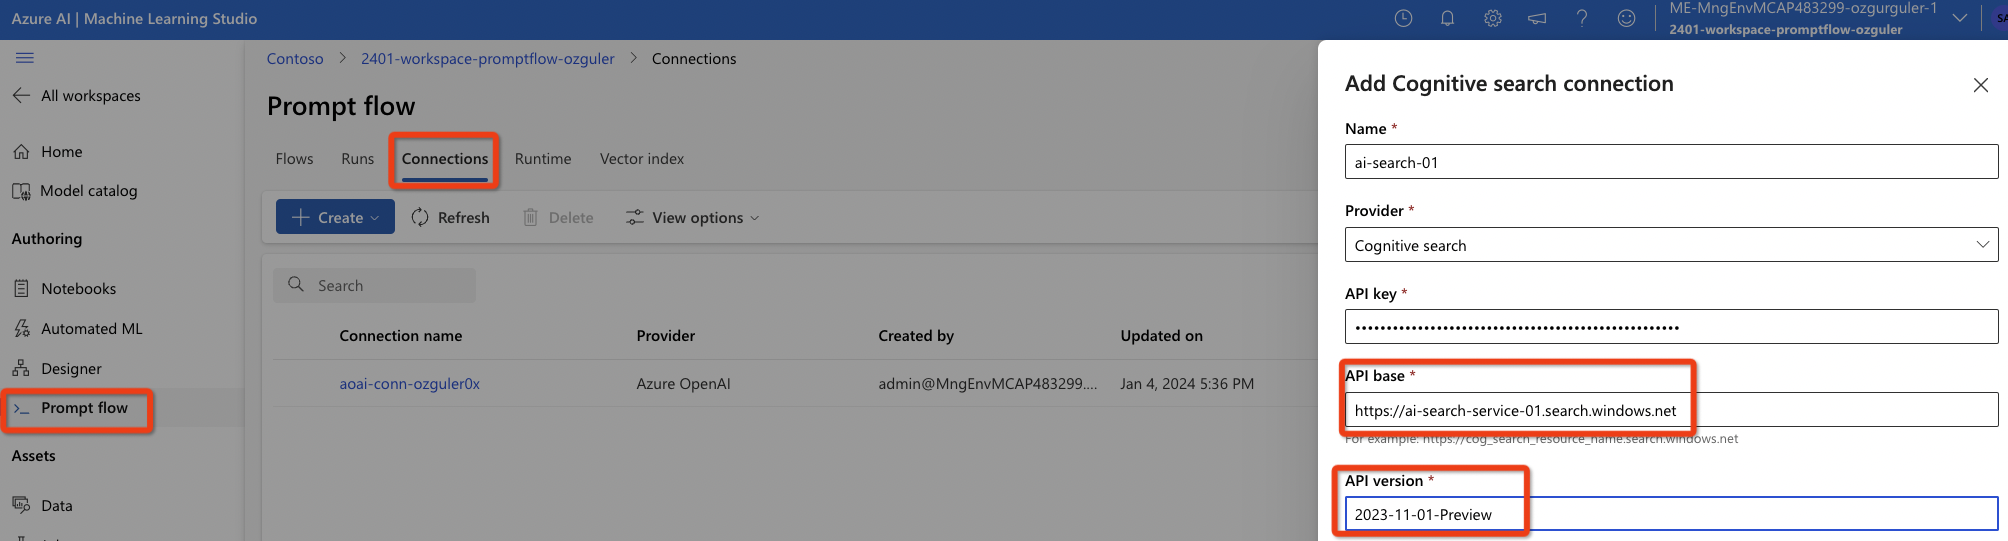 Azure AI | Machine Learning Studio
ME-MngEnvMCAP483299-ozgurguler-1
2401-workspace-promptflow-ozguler
SA
All workspaces
Home
Model catalog
Authoring
Notebooks
Automated ML
Designer
Prompt flow
Assets
Data
Contoso > 2401-workspace-promptflow-ozguler > Connections
Prompt flow
Flows Runs Connections Runtime Vector index
Create Refresh Delete View options
Search
Connection name Provider Created by Updated on
aoai-conn-ozguler0x Azure OpenAI admin@MngEnvMCAP483299.... Jan 4, 2024 5:36 PM
Add Cognitive search connection
Name *
ai-search-01
Provider *
Cognitive search
API key *
••••••••••••••••••••••••••••••••••••••••••••••••••••
API base *
https://ai-search-service-01.search.windows.net
For example: https://cog_search_resource_name.search.windows.net
API version *
2023-11-01-Preview